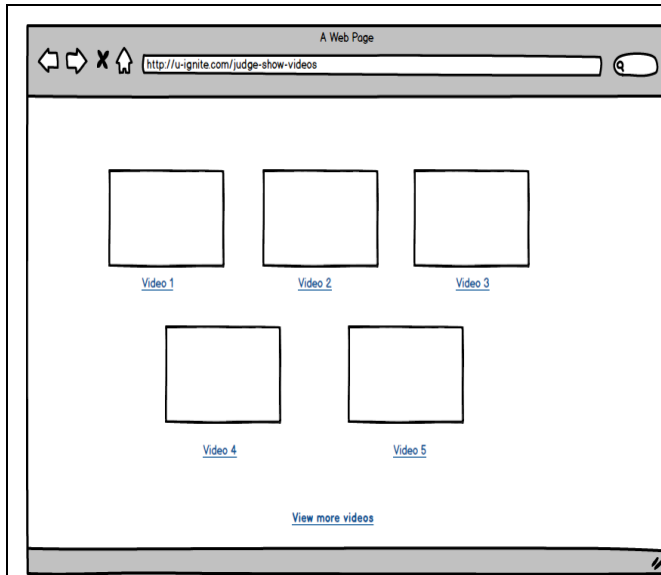 A Web Page
http://u-ignite.com/judge-show-videos
Video 1 Video 2 Video 3
Video 4 Video 5
View more videos